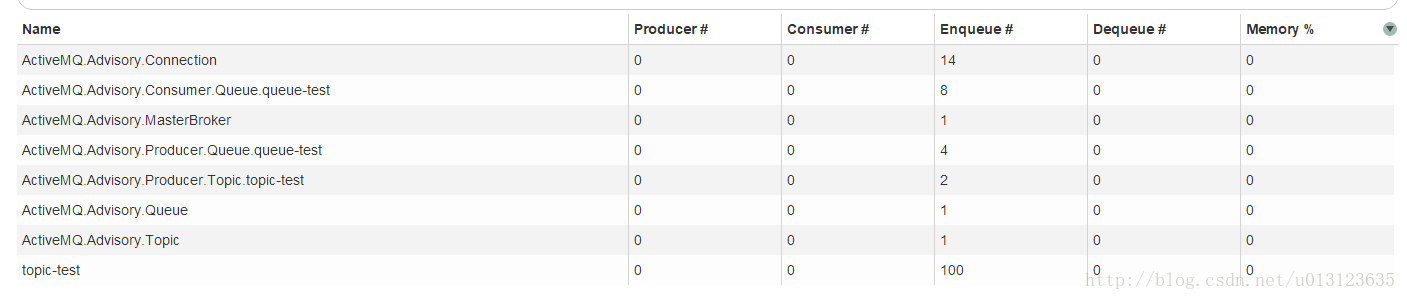 Name Producer # Consumer # Enqueue # Dequeue # Memory %
ActiveMQ.Advisory.Connection 0 0 14 0 0
ActiveMQ.Advisory.Consumer.Queue.queue-test 0 0 8 0 0
ActiveMQ.Advisory.MasterBroker 0 0 1 0 0
ActiveMQ.Advisory.Producer.Queue.queue-test 0 0 4 0 0
ActiveMQ.Advisory.Producer.Topic.topic-test 0 0 2 0 0
ActiveMQ.Advisory.Queue 0 0 1 0 0
ActiveMQ.Advisory.Topic 0 0 1 0 0
topic-test 0 0 100 0 0
http://blog.csdn.net/u013123635